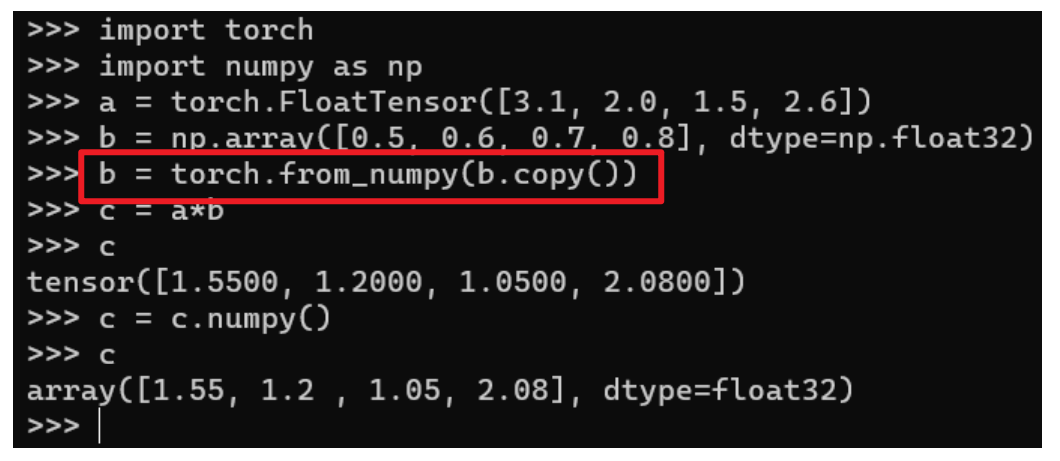 >>> import torch
>>> import numpy as np
>>> a = torch.FloatTensor([3.1, 2.0, 1.5, 2.6])
>>> b = np.array([0.5, 0.6, 0.7, 0.8], dtype=np.float32)
>>> b = torch.from_numpy(b.copy())
>>> c = a*b
>>> c
tensor([1.5500, 1.2000, 1.0500, 2.0800])
>>> c = c.numpy()
>>> c
array([1.55, 1.2 , 1.05, 2.08], dtype=float32)
>>>